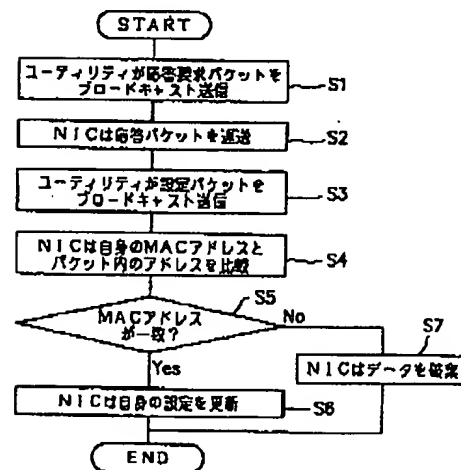 START
ユーティリティが応答要求パケットを
ブロードキャスト送信
S1
NICは応答パケットを返送
S2
ユーティリティが設定パケットを
ブロードキャスト送信
S3
NICは自身のMACアドレスと
パケット内のアドレスを比較
S4
S5
MACアドレス
が一致?
No
S7
Yes
NICはデータを破棄
NICは自身の設定を更新
S6
END